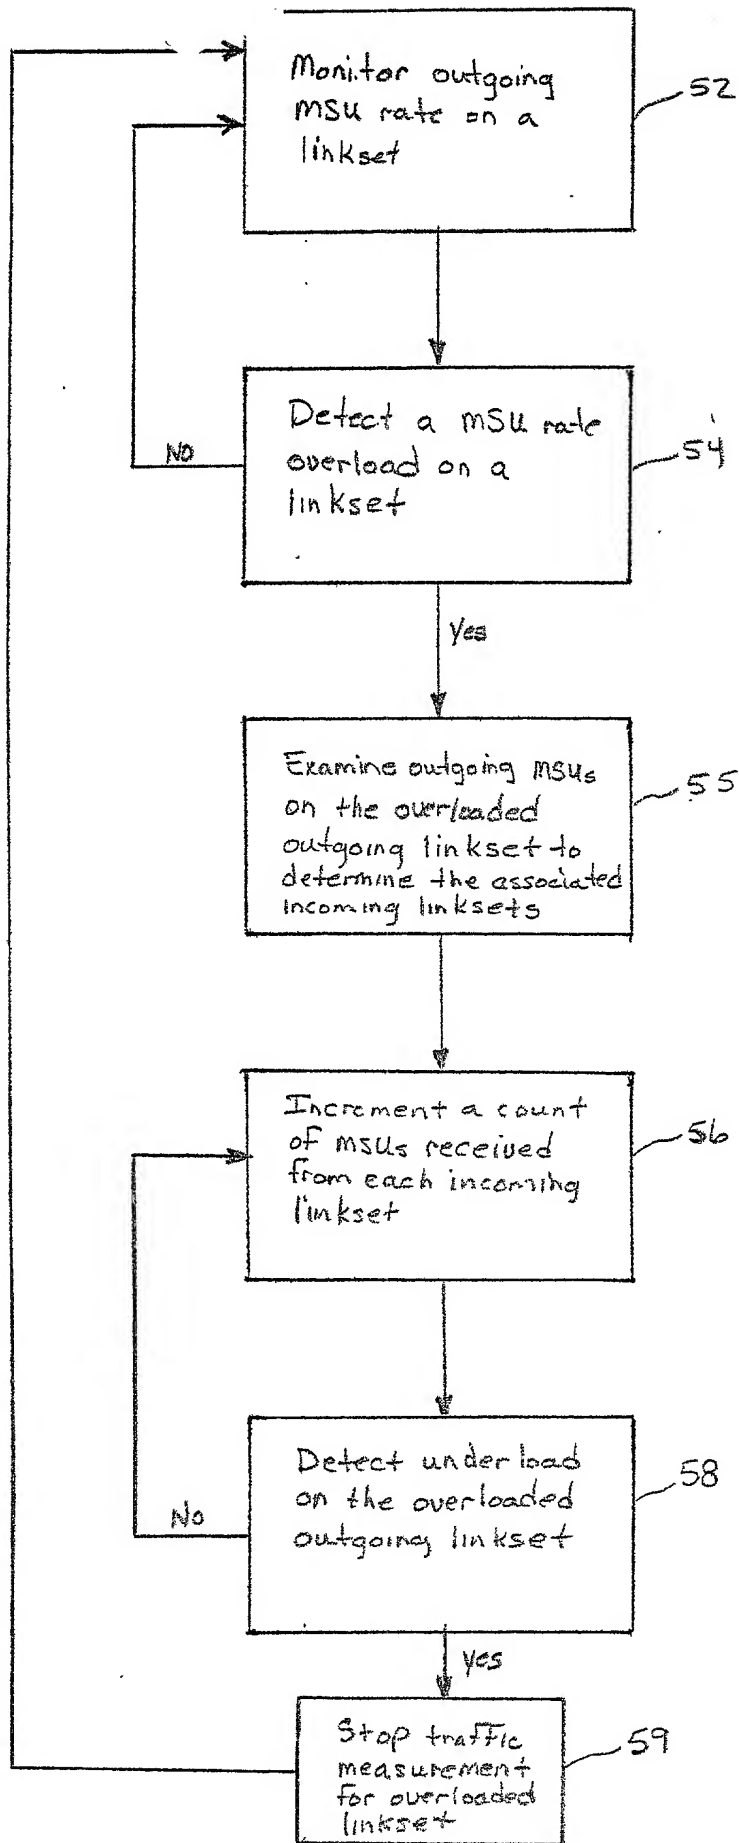 Monitor outgoing
MSU rate on a
linkset
52
Detect a MSU rate
overload on a
linkset
54
No
Yes
Examine outgoing MSUs
on the overloaded
outgoing linkset to
determine the associated
incoming linksets
55
Increment a count
of MSUs received
from each incoming
linkset
56
Detect underload
on the overloaded
outgoing linkset
58
No
yes
Stop traffic
measurement
for overloaded
linkset
59